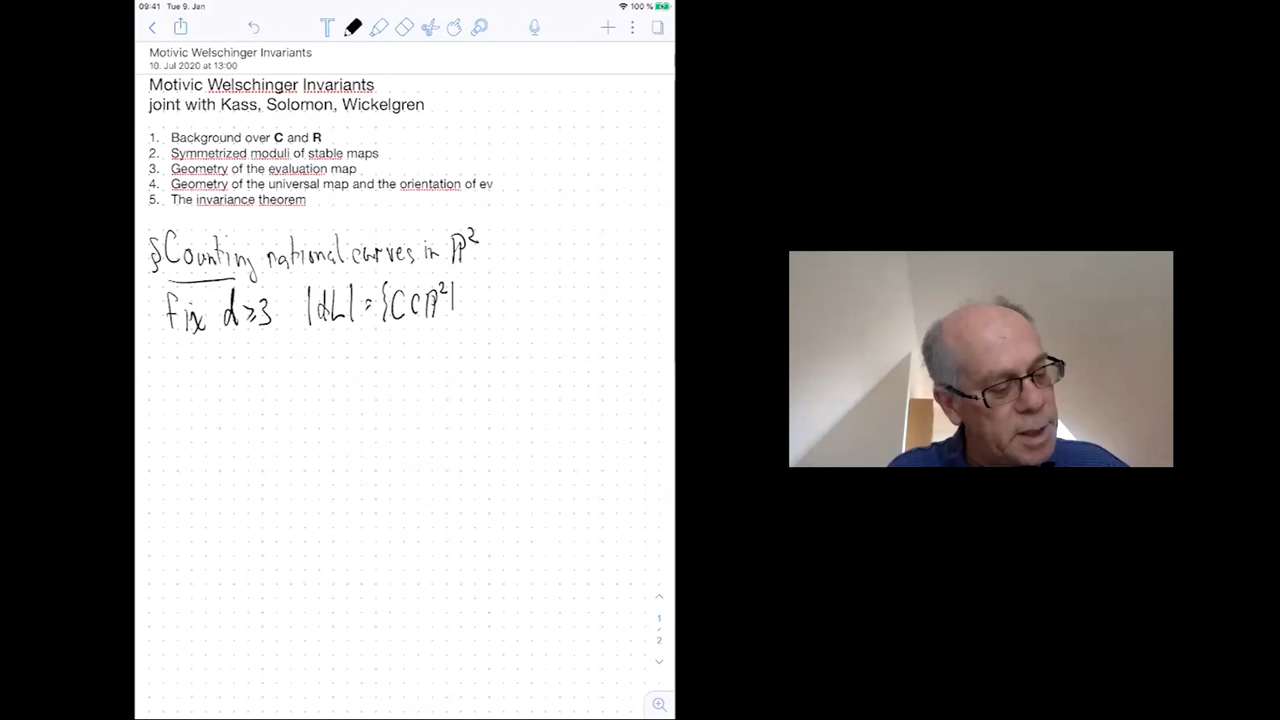 09:41 Tue 9. Jan 100 %
Motivic Welschinger Invariants
10. Jul 2020 at 13:00
Motivic Welschinger Invariants
joint with Kass, Solomon, Wickelgren
1. Background over C and R
2. Symmetrized moduli of stable maps
3. Geometry of the evaluation map
4. Geometry of the universal map and the orientation of ev
5. The invariance theorem
§ Counting rational curves in P²
Fix d ≥ 3 |dL| = {C ⊂ P² |
1
2